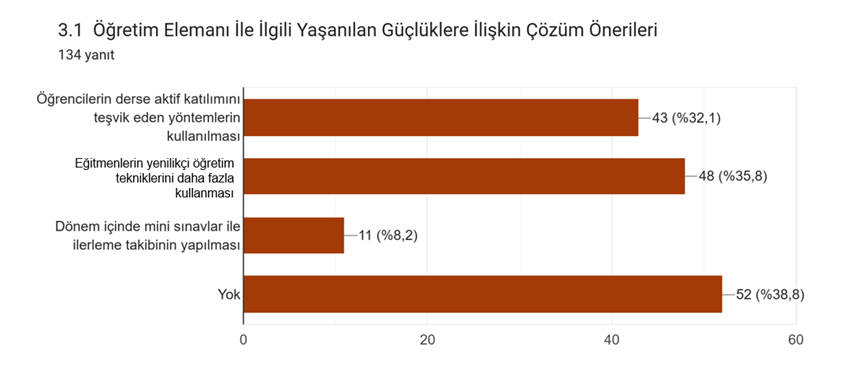 3.1 Öğretim Elemanı İle İlgili Yaşanılan Güçlüklere İlişkin Çözüm Önerileri
134 yanıt
Öğrencilerin derse aktif katılımını
teşvik eden yöntemlerin
kullanılması
43 (%32,1)
Eğitmenlerin yenilikçi öğretim
tekniklerini daha fazla
kullanması
48 (%35,8)
Dönem içinde mini sınavlar ile
ilerleme takibinin yapılması
11 (%8,2)
Yok
52 (%38,8)
0 20 40 60